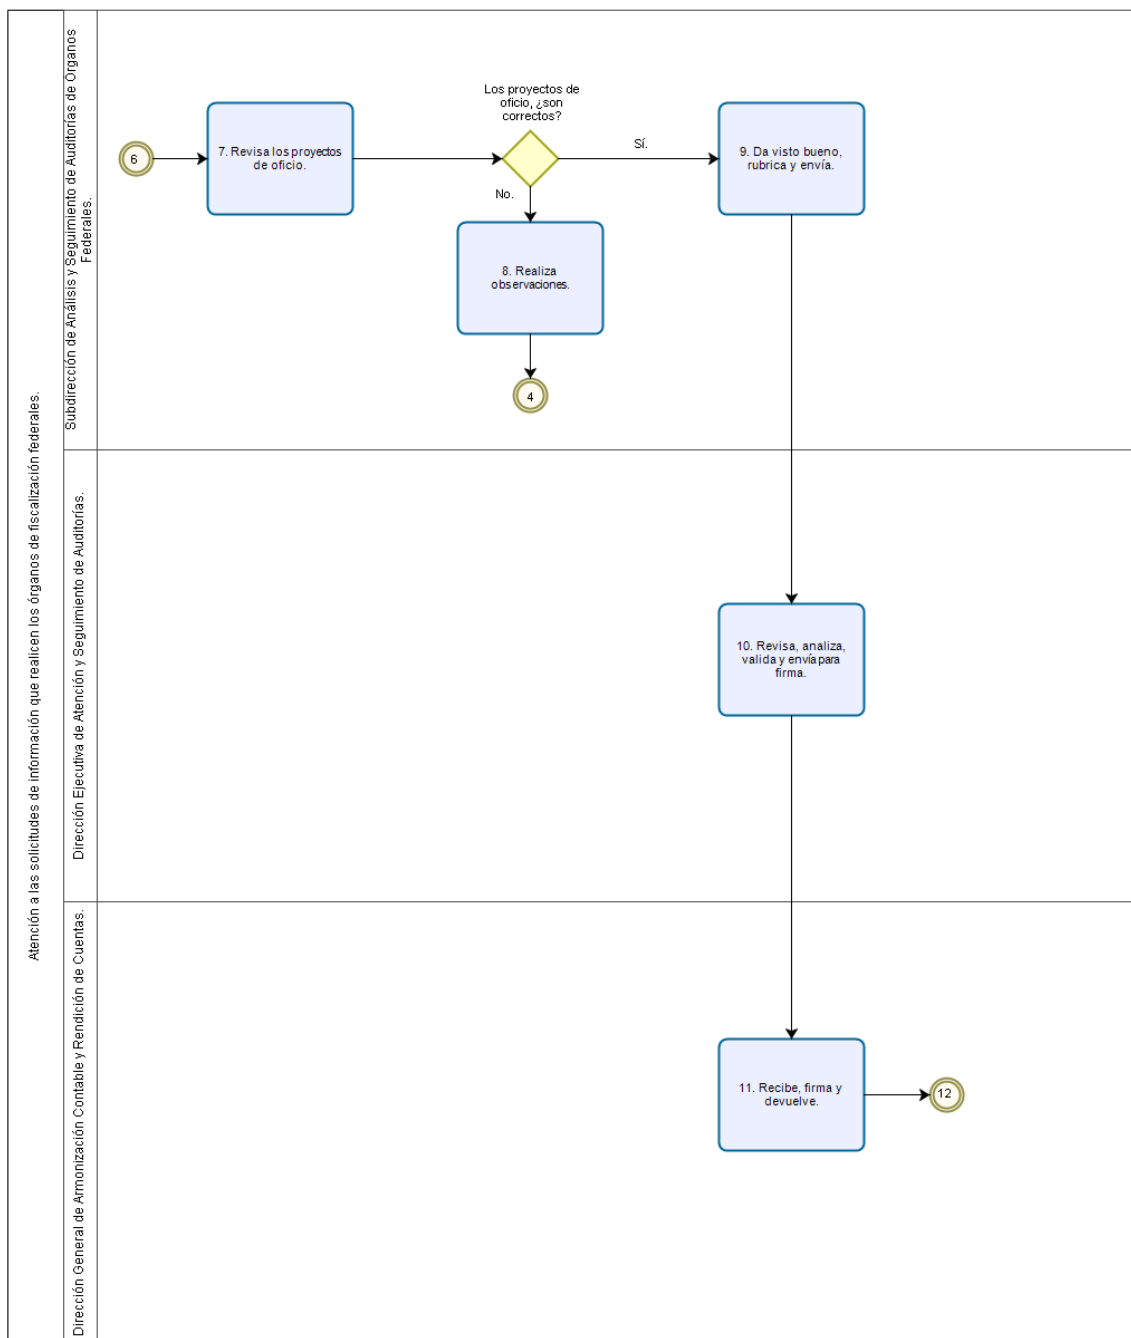 Atención a las solicitudes de información que realicen los órganos de fiscalización federales.
Subdirección de Análisis y Seguimiento de Auditorías de Órganos
Federales.
6
7. Revisa los proyectos
de oficio.
Los proyectos de
oficio, ¿son
correctos?
Sí.
No.
8. Realiza
observaciones.
4
9. Da visto bueno,
rubrica y envía.
Dirección Ejecutiva de Atención y Seguimiento de Auditorías.
10. Revisa, analiza,
valida y envía para
firma.
Dirección General de Armonización Contable y Rendición de Cuentas.
11. Recibe, firma y
devuelve.
12